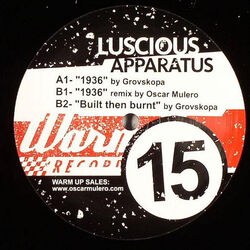 LUSCIOUS
APPARATUS
A1- "1936" by Grovskopa
B1- "1936" remix by Oscar Mulero
B2- "Built then burnt" by Grovskopa
Warm
RECOR
15
WARM UP SALES:
www.oscarmulero.com